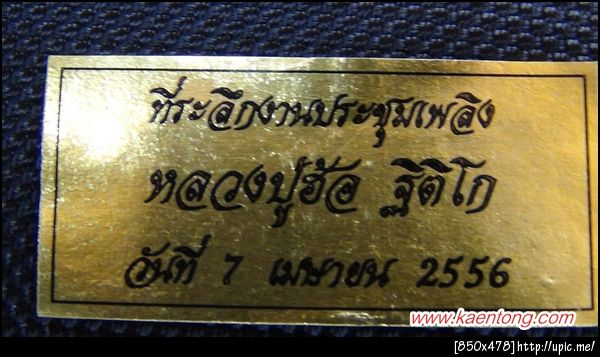 ที่ระลึกงานประชุมเพลิง
หลวงปู่ฮ้อ ฐิติโก
วันที่ 7 เมษายน 2556
www.kaentong.com
[850x478]http://upic.me/